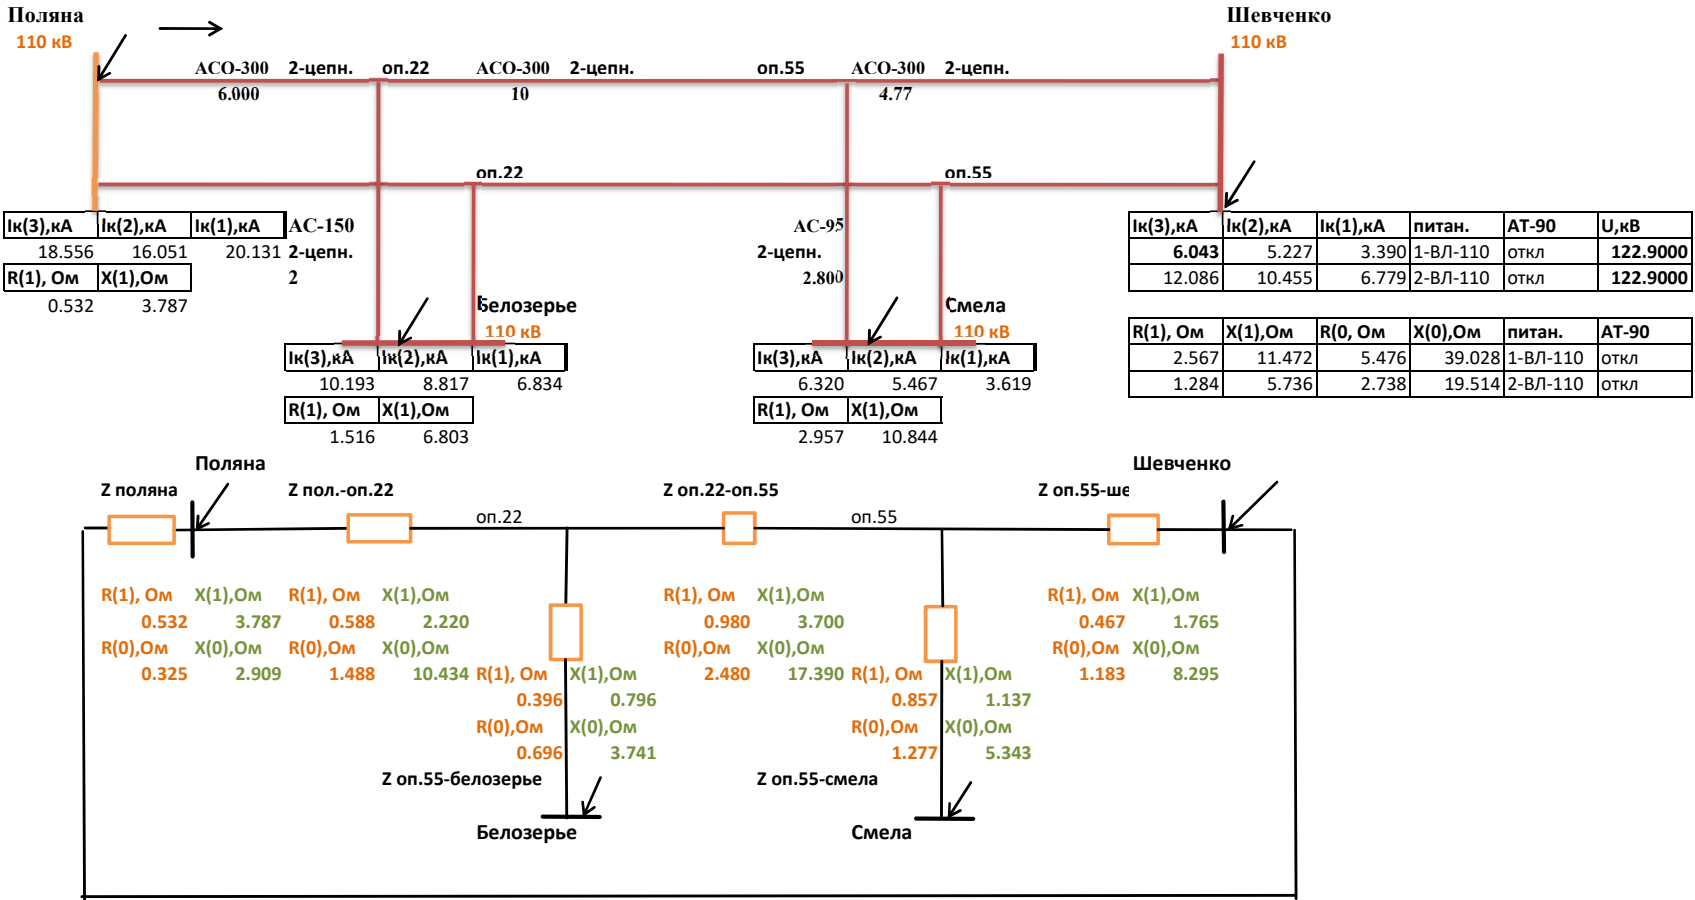 Поляна Шевченко
110 кВ 110 кВ
АСО-300 2-цепн. оп.22 АСО-300 2-цепн. оп.55 АСО-300 2-цепн.
6.000 10 4.77
оп.22 оп.55
Iк(3),кА Iк(2),кА Iк(1),кА АС-150 АС-95 Iк(3),кА Iк(2),кА Iк(1),кА питан. АТ-90 U,кВ
18.556 16.051 20.131 2-цепн. 2-цепн. 6.043 5.227 3.390 1-ВЛ-110 откл 122.9000
R(1), Ом X(1),Ом 2 2.800 12.086 10.455 6.779 2-ВЛ-110 откл 122.9000
0.532 3.787
Белозерье Смела
110 кВ 110 кВ R(1), Ом X(1),Ом R(0, Ом X(0),Ом питан. АТ-90
Iк(3),кА Iк(2),кА Iк(1),кА Iк(3),кА Iк(2),кА Iк(1),кА 2.567 11.472 5.476 39.028 1-ВЛ-110 откл
10.193 8.817 6.834 6.320 5.467 3.619 1.284 5.736 2.738 19.514 2-ВЛ-110 откл
R(1), Ом X(1),Ом R(1), Ом X(1),Ом
1.516 6.803 2.957 10.844
Поляна Шевченко
Z поляна Z пол.-оп.22 Z оп.22-оп.55 Z оп.55-ше
оп.22 оп.55
R(1), Ом X(1),Ом R(1), Ом X(1),Ом R(1), Ом X(1),Ом R(1), Ом X(1),Ом
0.532 3.787 0.588 2.220 0.980 3.700 0.467 1.765
R(0),Ом X(0),Ом R(0),Ом X(0),Ом R(0),Ом X(0),Ом R(0),Ом X(0),Ом
0.325 2.909 1.488 10.434 2.480 17.390 1.183 8.295
R(1), Ом X(1),Ом R(1), Ом X(1),Ом
0.396 0.796 0.857 1.137
R(0),Ом X(0),Ом R(0),Ом X(0),Ом
0.696 3.741 1.277 5.343
Z оп.55-белозерье Z оп.55-смела
Белозерье Смела